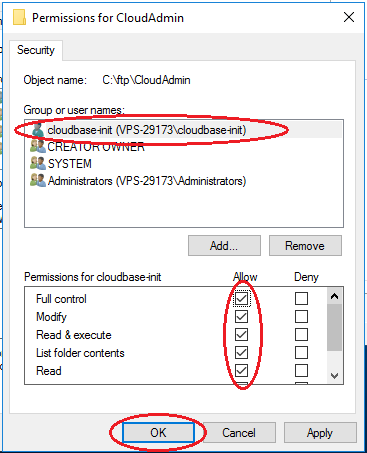 Permissions for CloudAdmin
Security
Object name: C:\ftp\CloudAdmin
Group or user names:
cloudbase-init (VPS-29173\cloudbase-init)
CREATOR OWNER
SYSTEM
Administrators (VPS-29173\Administrators)
Add... Remove
Permissions for cloudbase-init Allow Deny
Full control
Modify
Read & execute
List folder contents
Read
OK Cancel Apply